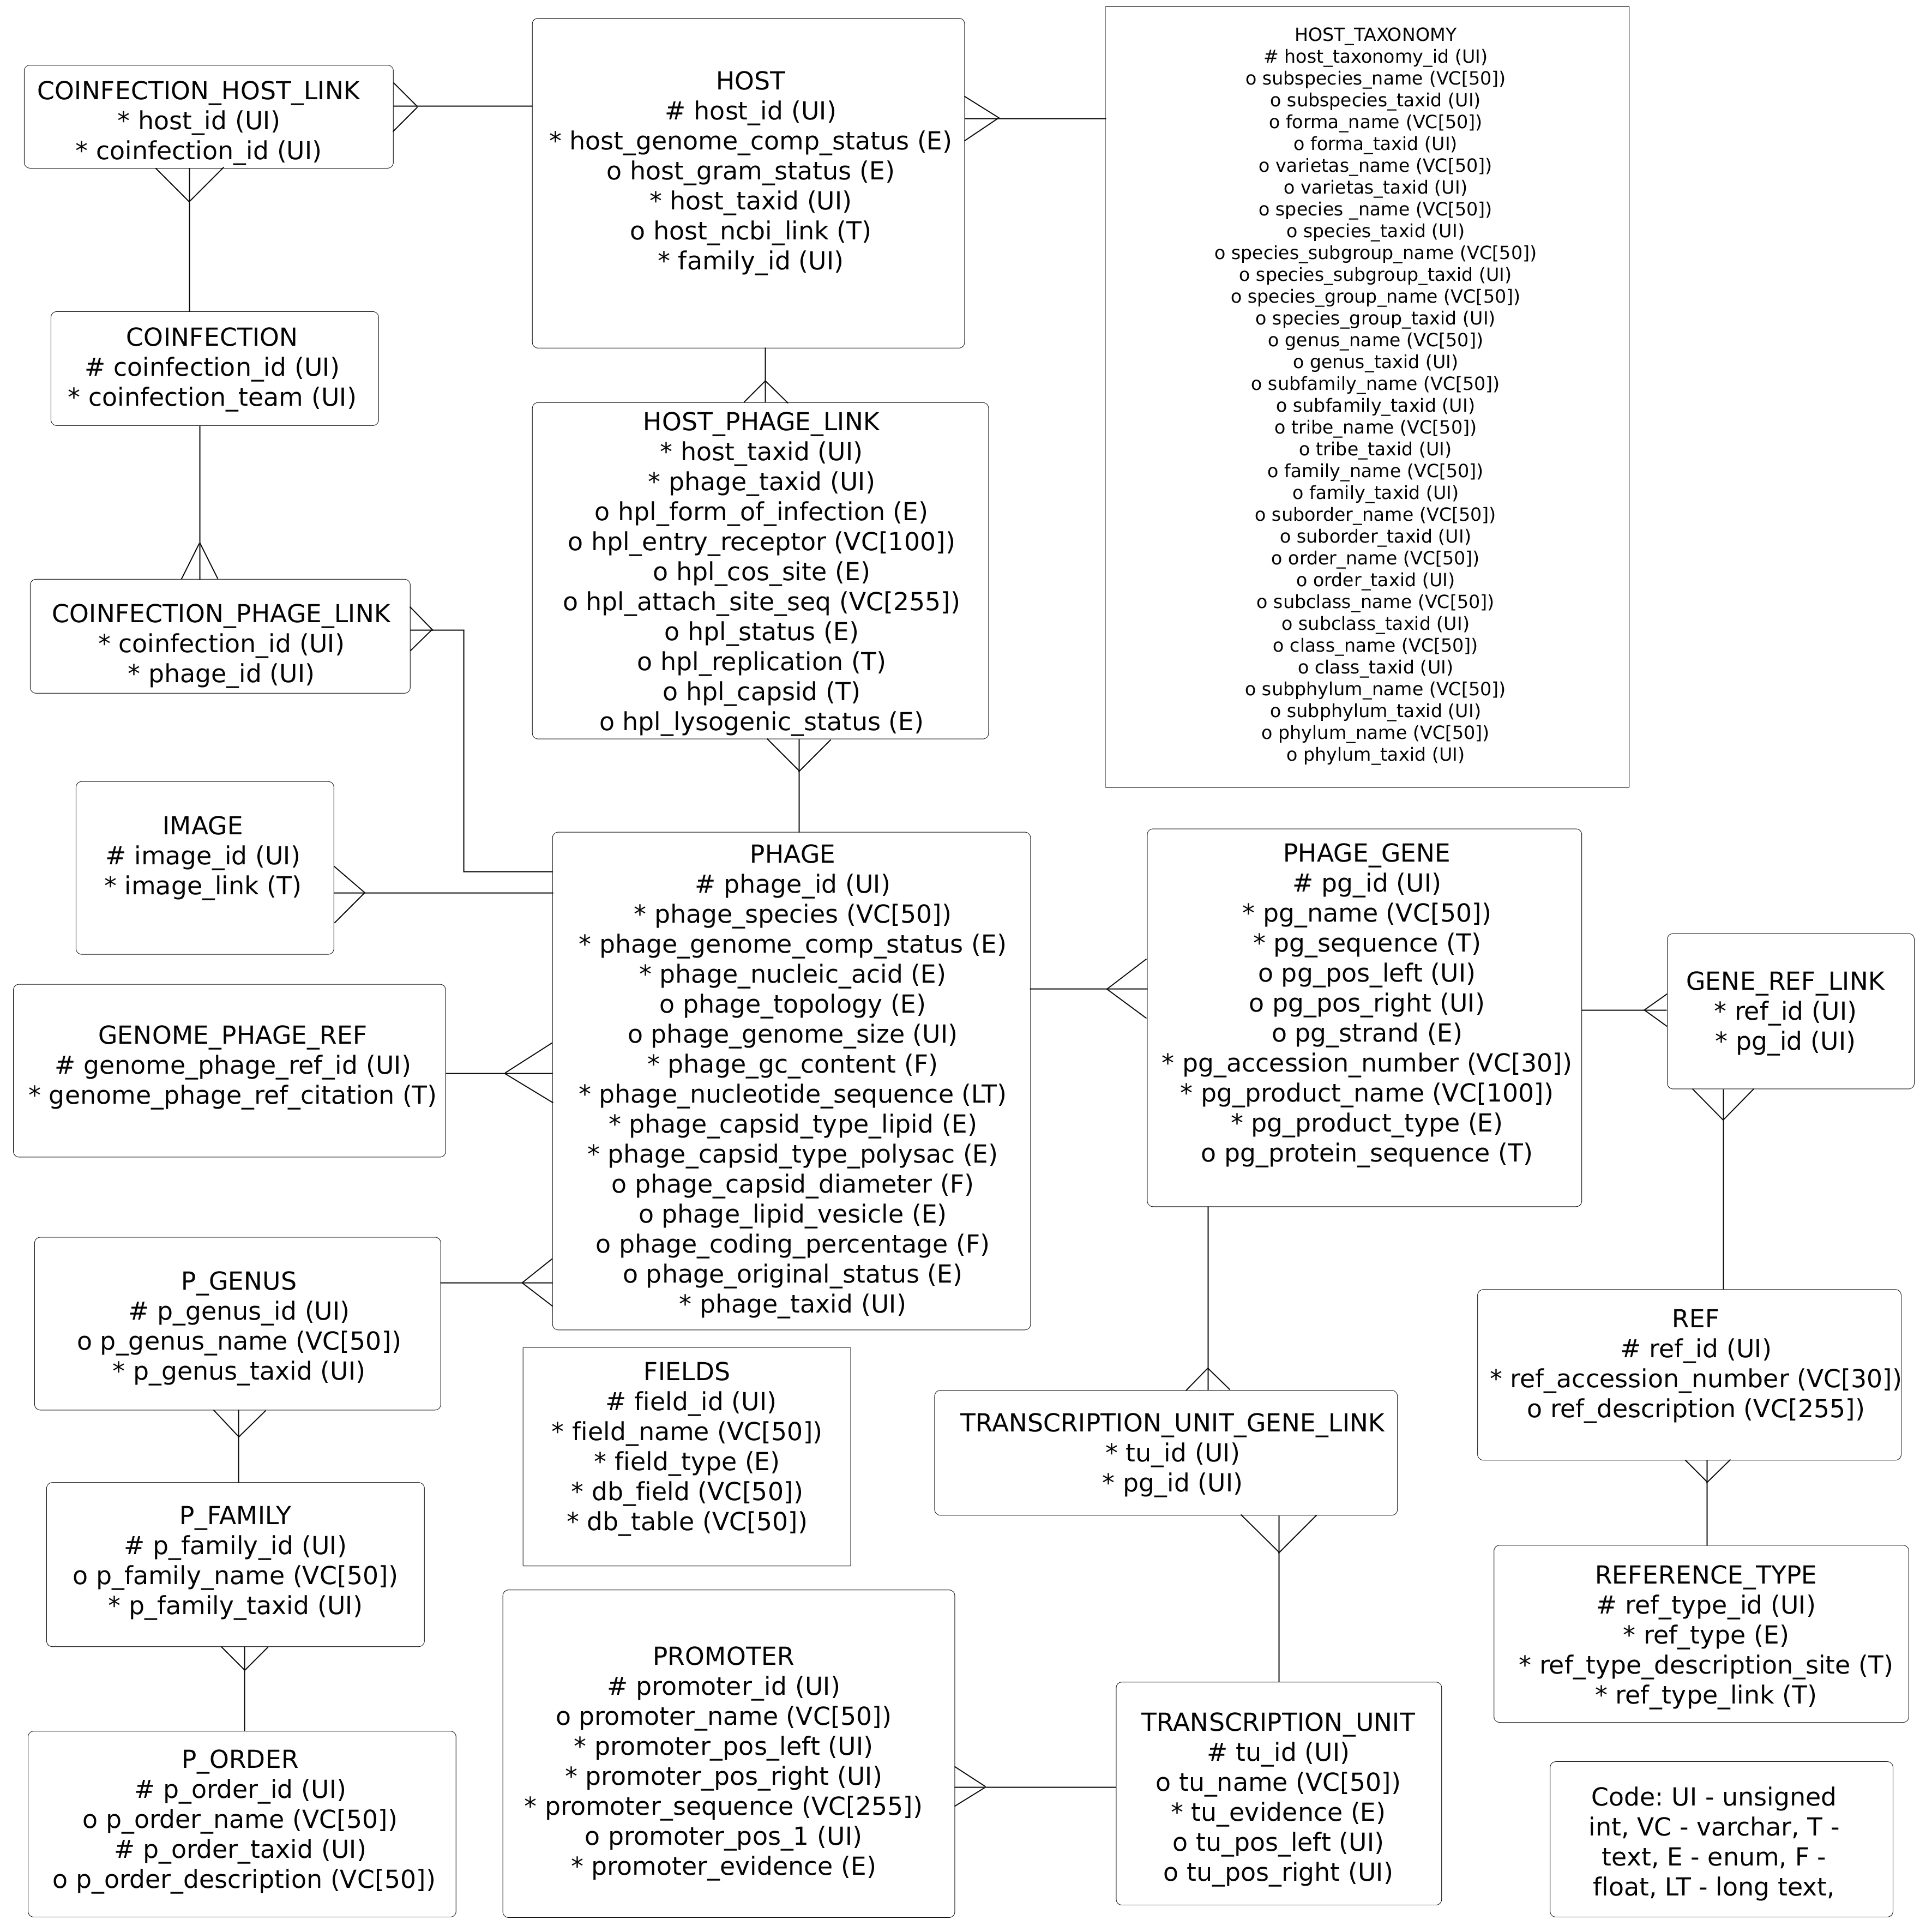 COINFECTION_HOST_LINK
* host_id (UI)
* coinfection_id (UI)
HOST
# host_id (UI)
* host_genome_comp_status (E)
o host_gram_status (E)
* host_taxid (UI)
o host_ncbi_link (T)
* family_id (UI)
HOST_TAXONOMY
# host_taxonomy_id (UI)
o subspecies_name (VC[50])
o subspecies_taxid (UI)
o forma_name (VC[50])
o forma_taxid (UI)
o varietas_name (VC[50])
o varietas_taxid (UI)
o species _name (VC[50])
o species_taxid (UI)
o species_subgroup_name (VC[50])
o species_subgroup_taxid (UI)
o species_group_name (VC[50])
o species_group_taxid (UI)
o genus_name (VC[50])
o genus_taxid (UI)
o subfamily_name (VC[50])
o subfamily_taxid (UI)
o tribe_name (VC[50])
o tribe_taxid (UI)
o family_name (VC[50])
o family_taxid (UI)
o suborder_name (VC[50])
o suborder_taxid (UI)
o order_name (VC[50])
o order_taxid (UI)
o subclass_name (VC[50])
o subclass_taxid (UI)
o class_name (VC[50])
o class_taxid (UI)
o subphylum_name (VC[50])
o subphylum_taxid (UI)
o phylum_name (VC[50])
o phylum_taxid (UI)
COINFECTION
# coinfection_id (UI)
* coinfection_team (UI)
HOST_PHAGE_LINK
* host_taxid (UI)
* phage_taxid (UI)
o hpl_form_of_infection (E)
o hpl_entry_receptor (VC[100])
o hpl_cos_site (E)
o hpl_attach_site_seq (VC[255])
o hpl_status (E)
o hpl_replication (T)
o hpl_capsid (T)
o hpl_lysogenic_status (E)
COINFECTION_PHAGE_LINK
* coinfection_id (UI)
* phage_id (UI)
IMAGE
# image_id (UI)
* image_link (T)
PHAGE
# phage_id (UI)
* phage_species (VC[50])
* phage_genome_comp_status (E)
* phage_nucleic_acid (E)
o phage_topology (E)
o phage_genome_size (UI)
* phage_gc_content (F)
* phage_nucleotide_sequence (LT)
* phage_capsid_type_lipid (E)
* phage_capsid_type_polysac (E)
o phage_capsid_diameter (F)
o phage_lipid_vesicle (E)
o phage_coding_percentage (F)
o phage_original_status (E)
* phage_taxid (UI)
PHAGE_GENE
# pg_id (UI)
* pg_name (VC[50])
* pg_sequence (T)
o pg_pos_left (UI)
o pg_pos_right (UI)
o pg_strand (E)
* pg_accession_number (VC[30])
* pg_product_name (VC[100])
* pg_product_type (E)
o pg_protein_sequence (T)
GENE_REF_LINK
* ref_id (UI)
* pg_id (UI)
GENOME_PHAGE_REF
# genome_phage_ref_id (UI)
* genome_phage_ref_citation (T)
P_GENUS
# p_genus_id (UI)
o p_genus_name (VC[50])
* p_genus_taxid (UI)
FIELDS
# field_id (UI)
* field_name (VC[50])
* field_type (E)
* db_field (VC[50])
* db_table (VC[50])
TRANSCRIPTION_UNIT_GENE_LINK
* tu_id (UI)
* pg_id (UI)
REF
# ref_id (UI)
* ref_accession_number (VC[30])
o ref_description (VC[255])
P_FAMILY
# p_family_id (UI)
o p_family_name (VC[50])
* p_family_taxid (UI)
REFERENCE_TYPE
# ref_type_id (UI)
* ref_type (E)
* ref_type_description_site (T)
* ref_type_link (T)
PROMOTER
# promoter_id (UI)
o promoter_name (VC[50])
* promoter_pos_left (UI)
* promoter_pos_right (UI)
* promoter_sequence (VC[255])
o promoter_pos_1 (UI)
* promoter_evidence (E)
TRANSCRIPTION_UNIT
# tu_id (UI)
o tu_name (VC[50])
* tu_evidence (E)
o tu_pos_left (UI)
o tu_pos_right (UI)
P_ORDER
# p_order_id (UI)
o p_order_name (VC[50])
# p_order_taxid (UI)
o p_order_description (VC[50])
Code: UI - unsigned
int, VC - varchar, T -
text, E - enum, F -
float, LT - long text,